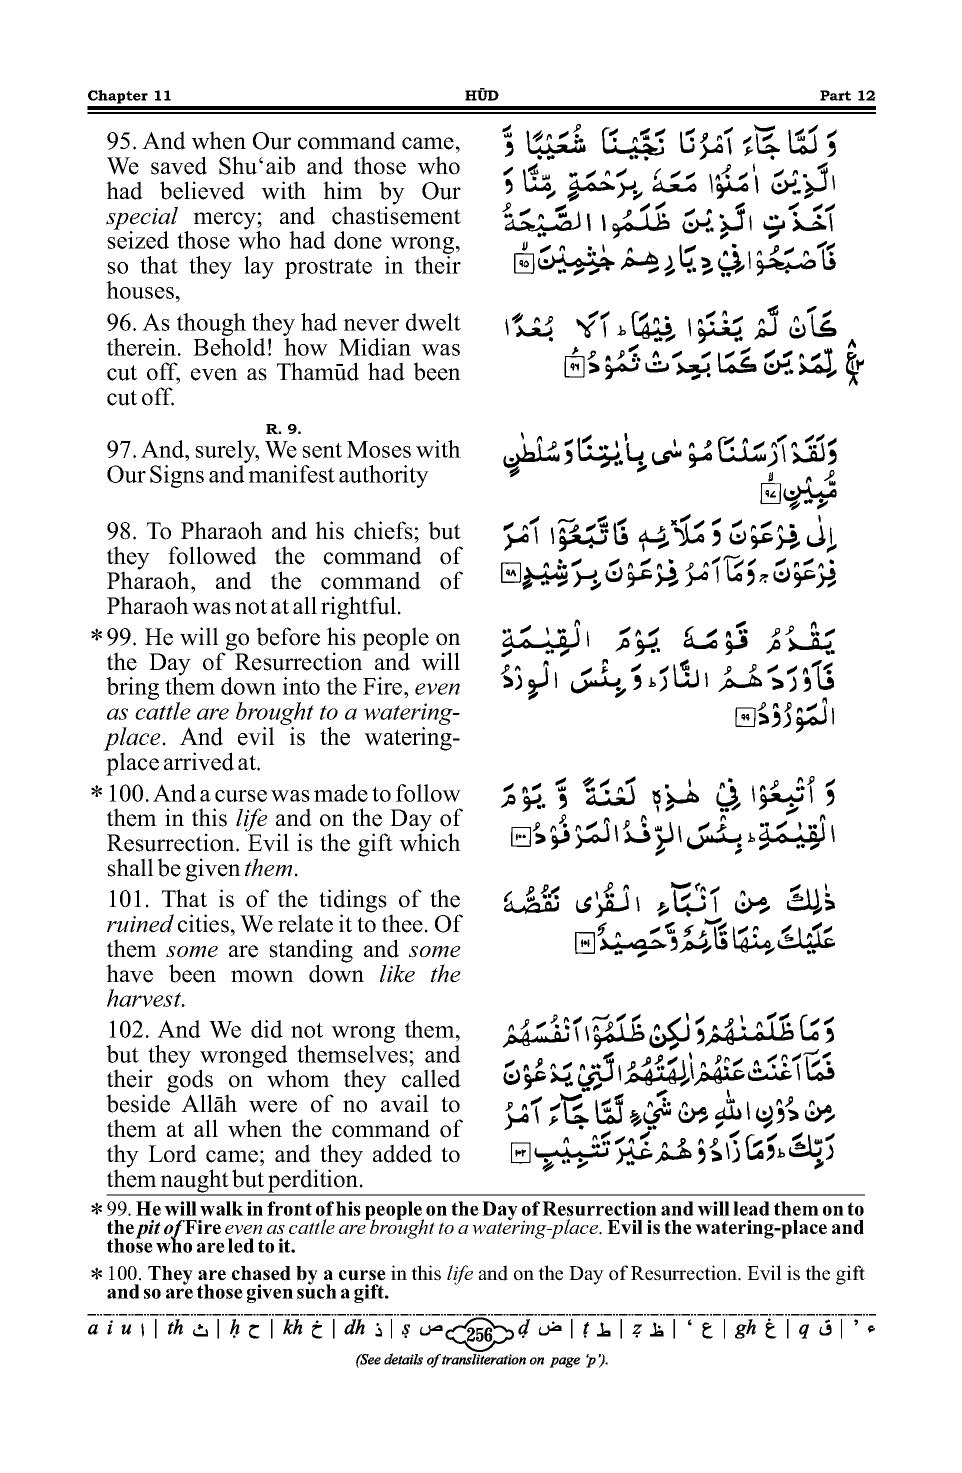 Chapter 11 HŪD Part 12
95. And when Our command came,
We saved Shu‘aib and those who
had believed with him by Our
special mercy; and chastisement
seized those who had done wrong,
so that they lay prostrate in their
houses,
وَ لَمَّا جَآءَ اَمْرُنَا نَجَّيْنَا شُعَيْبًا وَّ
الَّذِيْنَ اٰمَنُوْا مَعَهٗ بِرَحْمَةٍ مِّنَّا وَ
اَخَذَتِ الَّذِيْنَ ظَلَمُوا الصَّيْحَةُ
فَاَصْبَحُوْا فِيْ دِيَارِهِمْ جٰثِمِيْنَ ۙ﴿۹۵﴾
96. As though they had never dwelt
therein. Behold! how Midian was
cut off, even as Thamūd had been
cut off.
كَاَنْ لَّمْ يَغْنَوْا فِيْهَا ؕ اَلَا بُعْدًا
لِّمَدْيَنَ كَمَا بَعِدَتْ ثَمُوْدُ ﴿۹۶﴾
R. 9.
97. And, surely, We sent Moses with
Our Signs and manifest authority
وَلَقَدْ اَرْسَلْنَا مُوْسٰى بِاٰيٰتِنَا وَ سُلْطٰنٍ
مُّبِيْنٍ ۙ﴿۹۷﴾
98. To Pharaoh and his chiefs; but
they followed the command of
Pharaoh, and the command of
Pharaoh was not at all rightful.
اِلٰى فِرْعَوْنَ وَ مَلَا۠ئِهٖ فَاتَّبَعُوْۤا اَمْرَ
فِرْعَوْنَ ۚ وَمَاۤ اَمْرُ فِرْعَوْنَ بِرَشِيْدٍ ﴿۹۸﴾
*99. He will go before his people on
the Day of Resurrection and will
bring them down into the Fire, even
as cattle are brought to a watering-
place. And evil is the watering-
place arrived at.
يَقْدُمُ قَوْمَهٗ يَوْمَ الْقِيٰمَةِ
فَاَوْرَدَهُمُ النَّارَ ؕ وَ بِئْسَ الْوِرْدُ
الْمَوْرُوْدُ ﴿۹۹﴾
*100. And a curse was made to follow
them in this life and on the Day of
Resurrection. Evil is the gift which
shall be given them.
وَ اُتْبِعُوْا فِيْ هٰذِهٖ لَعْنَةً وَّ يَوْمَ
الْقِيٰمَةِ ؕ بِئْسَ الرِّفْدُ الْمَرْفُوْدُ ﴿۱۰۰﴾
101. That is of the tidings of the
ruined cities, We relate it to thee. Of
them some are standing and some
have been mown down like the
harvest.
ذٰلِكَ مِنْ اَنْۢبَآءِ الْقُرٰى نَقُصُّهٗ
عَلَيْكَ مِنْهَا قَآئِمٌ وَّ حَصِيْدٌ ﴿۱۰۱﴾
102. And We did not wrong them,
but they wronged themselves; and
their gods on whom they called
beside Allāh were of no avail to
them at all when the command of
thy Lord came; and they added to
them naught but perdition.
وَمَا ظَلَمْنٰهُمْ وَلٰكِنْ ظَلَمُوْۤا اَنْفُسَهُمْ
فَمَاۤ اَغْنَتْ عَنْهُمْ اٰلِهَتُهُمُ الَّتِيْ يَدْعُوْنَ
مِنْ دُوْنِ اللّٰهِ مِنْ شَيْءٍ لَّمَّا جَآءَ اَمْرُ
رَبِّكَ ؕ وَمَا زَادُوْهُمْ غَيْرَ تَتْبِيْبٍ ﴿۱۰۲﴾
* 99. He will walk in front of his people on the Day of Resurrection and will lead them on to
the pit of Fire even as cattle are brought to a watering-place. Evil is the watering-place and
those who are led to it.
* 100. They are chased by a curse in this life and on the Day of Resurrection. Evil is the gift
and so are those given such a gift.
a i u ا | th ث | ḥ ح | kh خ | dh ذ | ṣ ص 256 ḍ ض | ṭ ط | ẓ ظ | ‘ ع | gh غ | q ق | ’ ء
(See details of transliteration on page ‘p’).